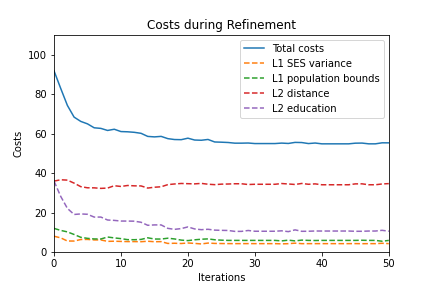 Costs during Refinement
Costs
100
80
60
40
20
0
Total costs
L1 SES variance
L1 population bounds
L2 distance
L2 education
0 10 20 30 40 50
Iterations